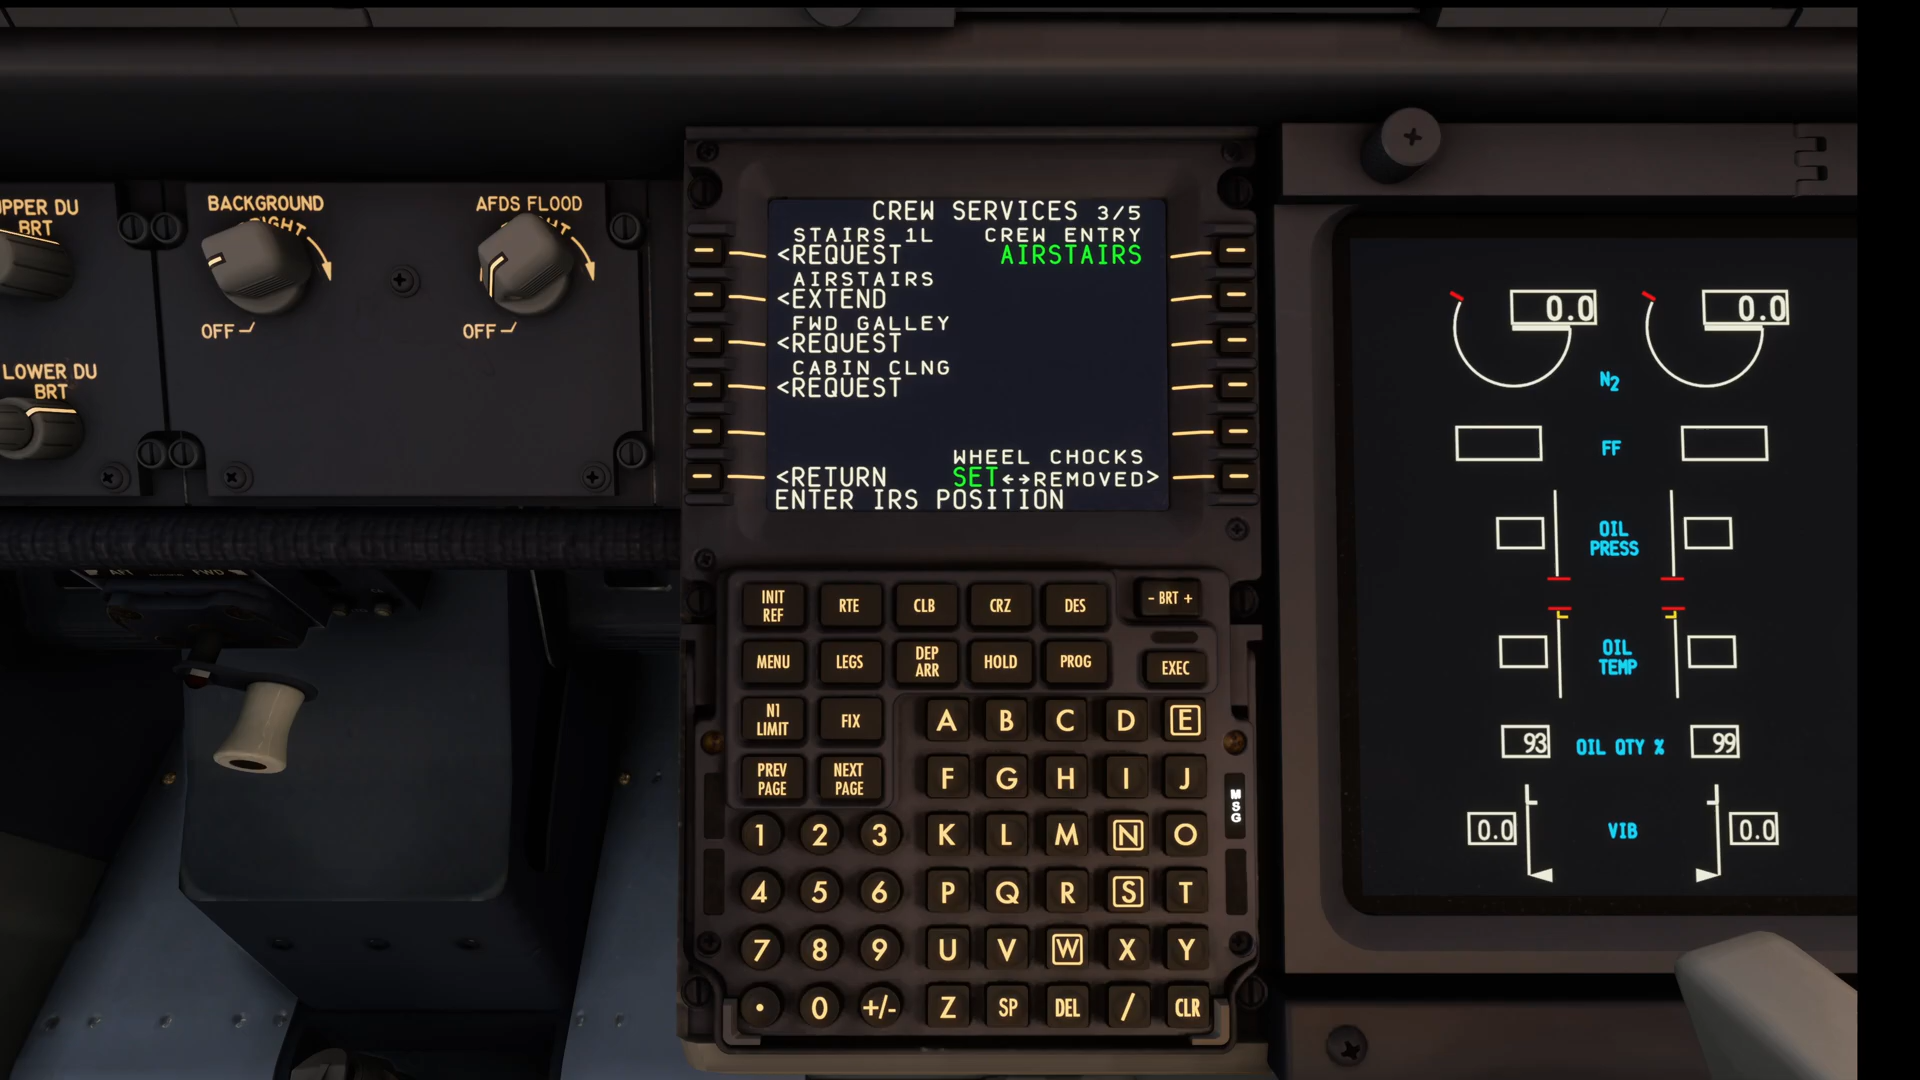 UPPER DU
BRT
LOWER DU
BRT
BACKGROUND
OFF
AFDS FLOOD
OFF
AFT
FWD
CREW SERVICES 3/5
STAIRS 1L CREW ENTRY
<REQUEST AIRSTAIRS
AIRSTAIRS
<EXTEND
FWD GALLEY
<REQUEST
CABIN CLNG
<REQUEST
WHEEL CHOCKS
<RETURN SET←→REMOVED>
ENTER IRS POSITION
INIT REF
RTE
CLB
CRZ
DES
- BRT +
MENU
LEGS
DEP ARR
HOLD
PROG
EXEC
N1 LIMIT
FIX
A B C D E
PREV PAGE
NEXT PAGE
F G H I J
1 2 3 K L M N O
4 5 6 P Q R S T
7 8 9 U V W X Y
. 0 +/- Z SP DEL / CLR
MSG
0.0 0.0
N2
FF
OIL
PRESS
OIL
TEMP
93 OIL QTY % 99
0.0 VIB 0.0